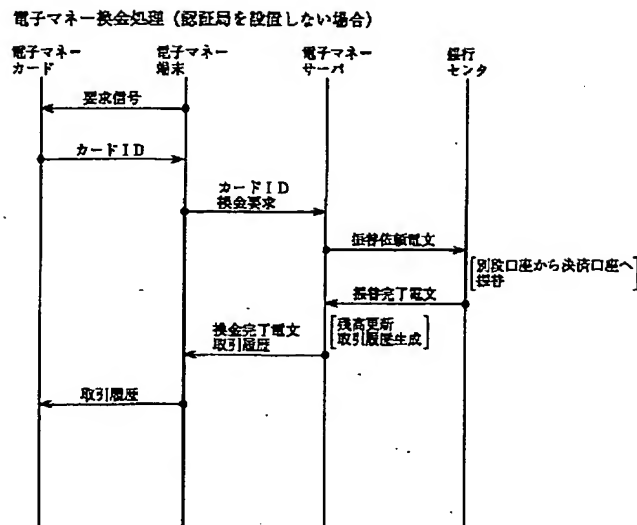 電子マネー換金処理（認証局を設置しない場合）
電子マネー
カード
電子マネー
端末
電子マネー
サーバ
銀行
センタ
要求信号
カードID
カードID
換金要求
振替依頼電文
別段口座から決済口座へ
振替
振替完了電文
残高更新
取引履歴生成
換金完了電文
取引履歴
取引履歴